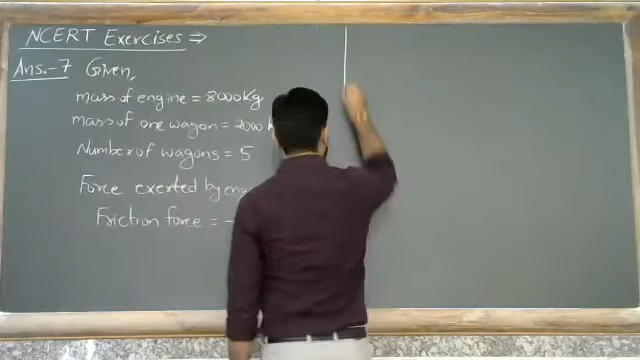 NCERT Exercises ⇒
Ans.-7 Given,
mass of engine = 8000 Kg
mass of one wagon = 2000
Number of wagons = 5
Force exerted by
Friction force = -